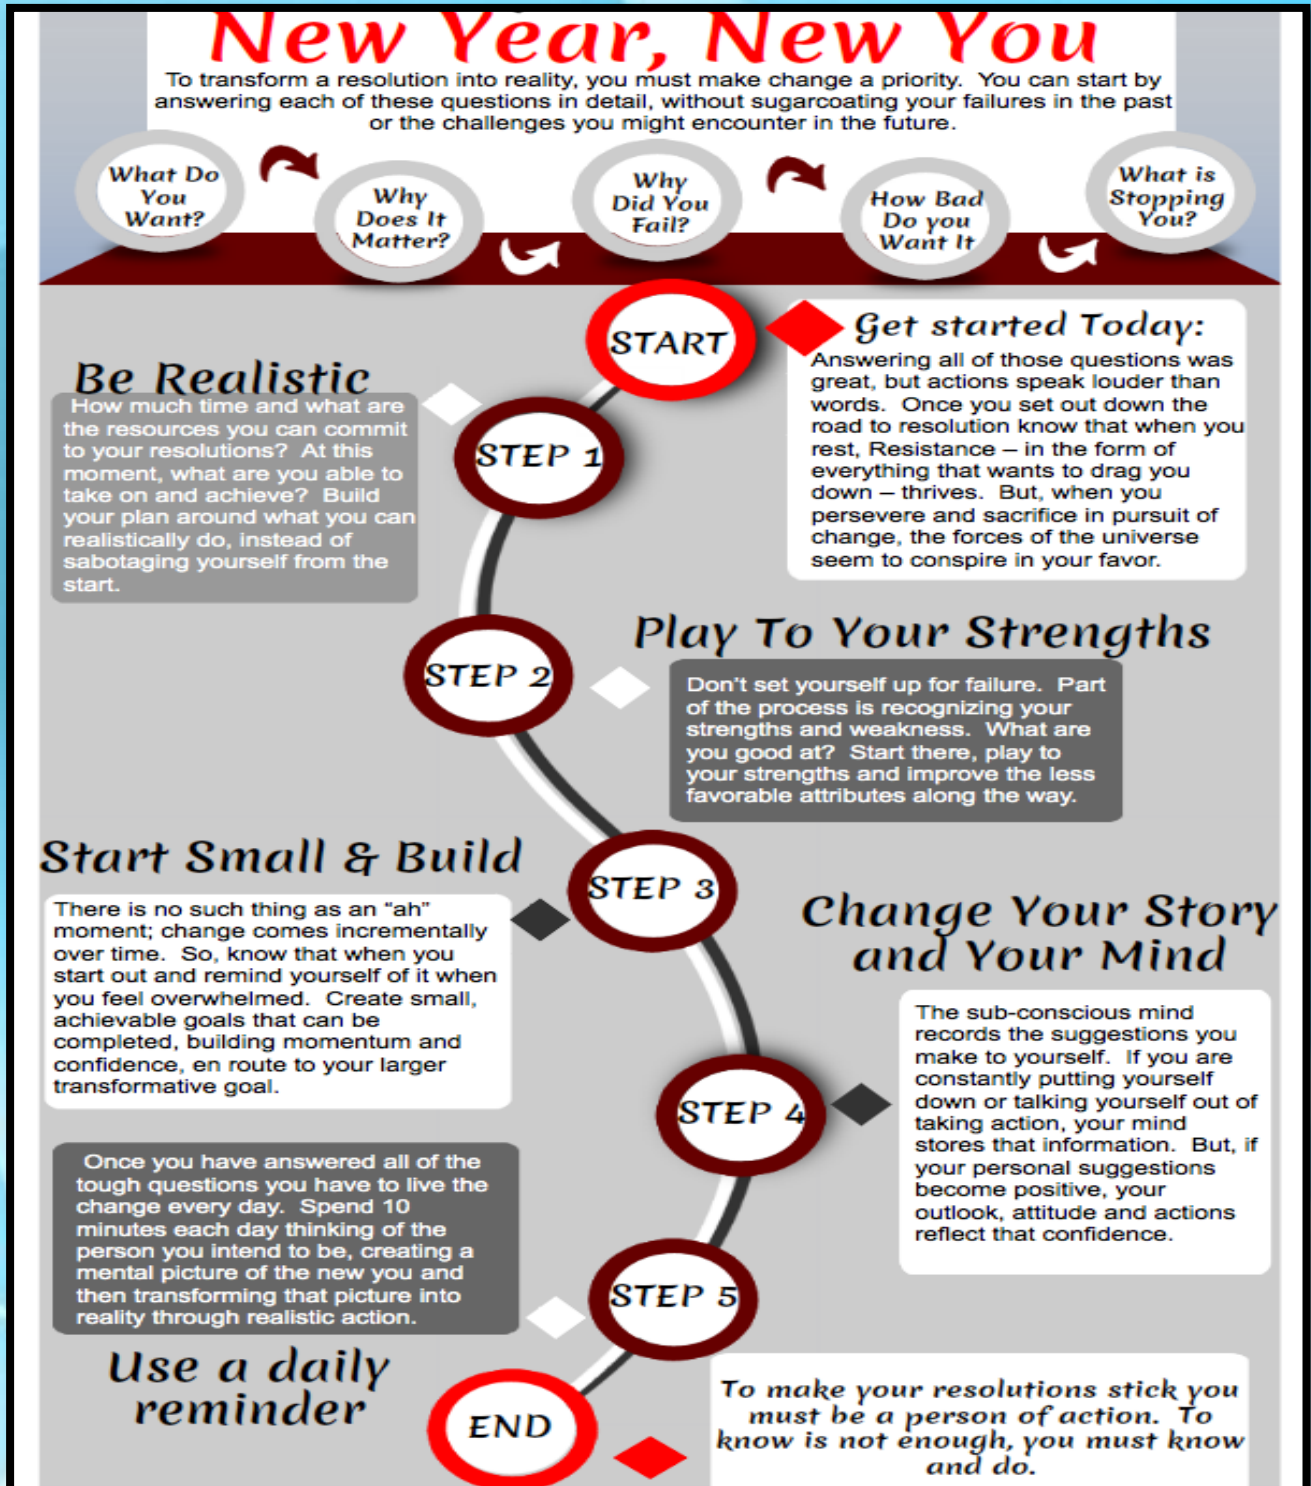 New Year, New You
To transform a resolution into reality, you must make change a priority.  You can start by
answering each of these questions in detail, without sugarcoating your failures in the past
or the challenges you might encounter in the future.
What Do
You
Want?
Why
Does It
Matter?
Why
Did You
Fail?
How Bad
Do you
Want It
What is
Stopping
You?
START
Get started Today:
Answering all of those questions was
great, but actions speak louder than
words.  Once you set out down the
road to resolution know that when you
rest, Resistance – in the form of
everything that wants to drag you
down – thrives.  But, when you
persevere and sacrifice in pursuit of
change, the forces of the universe
seem to conspire in your favor.
Be Realistic
How much time and what are
the resources you can commit
to your resolutions?  At this
moment, what are you able to
take on and achieve?  Build
your plan around what you can
realistically do, instead of
sabotaging yourself from the
start.
STEP 1
STEP 2
Play To Your Strengths
Don't set yourself up for failure.  Part
of the process is recognizing your
strengths and weakness.  What are
you good at?  Start there, play to
your strengths and improve the less
favorable attributes along the way.
Start Small & Build
There is no such thing as an “ah”
moment; change comes incrementally
over time.  So, know that when you
start out and remind yourself of it when
you feel overwhelmed.  Create small,
achievable goals that can be
completed, building momentum and
confidence, en route to your larger
transformative goal.
STEP 3
Change Your Story
and Your Mind
The sub-conscious mind
records the suggestions you
make to yourself.  If you are
constantly putting yourself
down or talking yourself out of
taking action, your mind
stores that information.  But, if
your personal suggestions
become positive, your
outlook, attitude and actions
reflect that confidence.
STEP 4
Once you have answered all of the
tough questions you have to live the
change every day.  Spend 10
minutes each day thinking of the
person you intend to be, creating a
mental picture of the new you and
then transforming that picture into
reality through realistic action.
STEP 5
Use a daily
reminder
END
To make your resolutions stick you
must be a person of action.  To
know is not enough, you must know
and do.